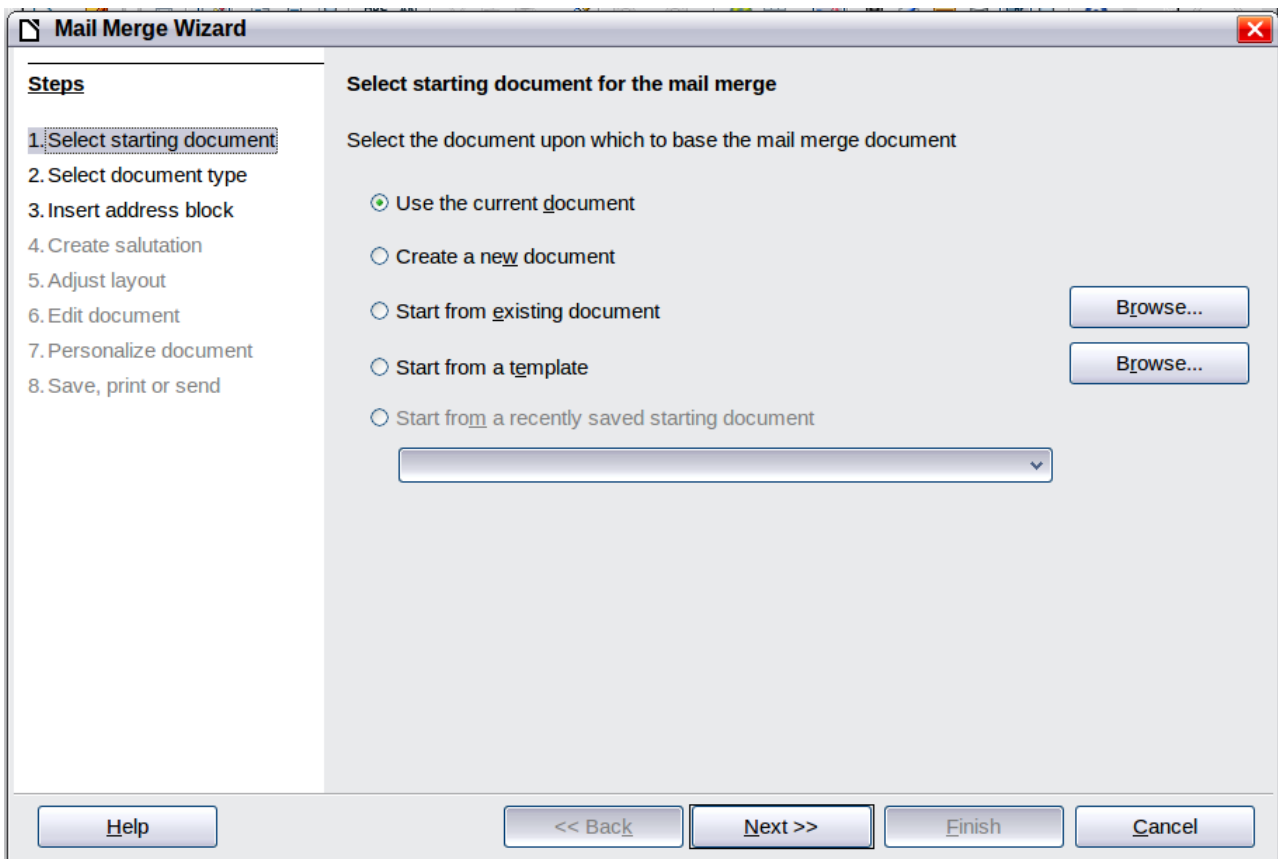 Mail Merge Wizard
Steps
1. Select starting document
2. Select document type
3. Insert address block
4. Create salutation
5. Adjust layout
6. Edit document
7. Personalize document
8. Save, print or send
Select starting document for the mail merge
Select the document upon which to base the mail merge document
Use the current document
Create a new document
Start from existing document
Browse...
Start from a template
Browse...
Start from a recently saved starting document
Help
<< Back
Next >>
Finish
Cancel